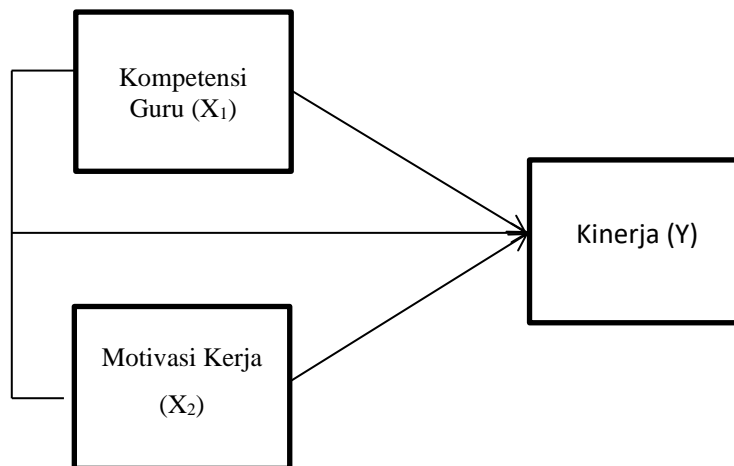 Kompetensi
Guru (X₁)
Kinerja (Y)
Motivasi Kerja
(X₂)